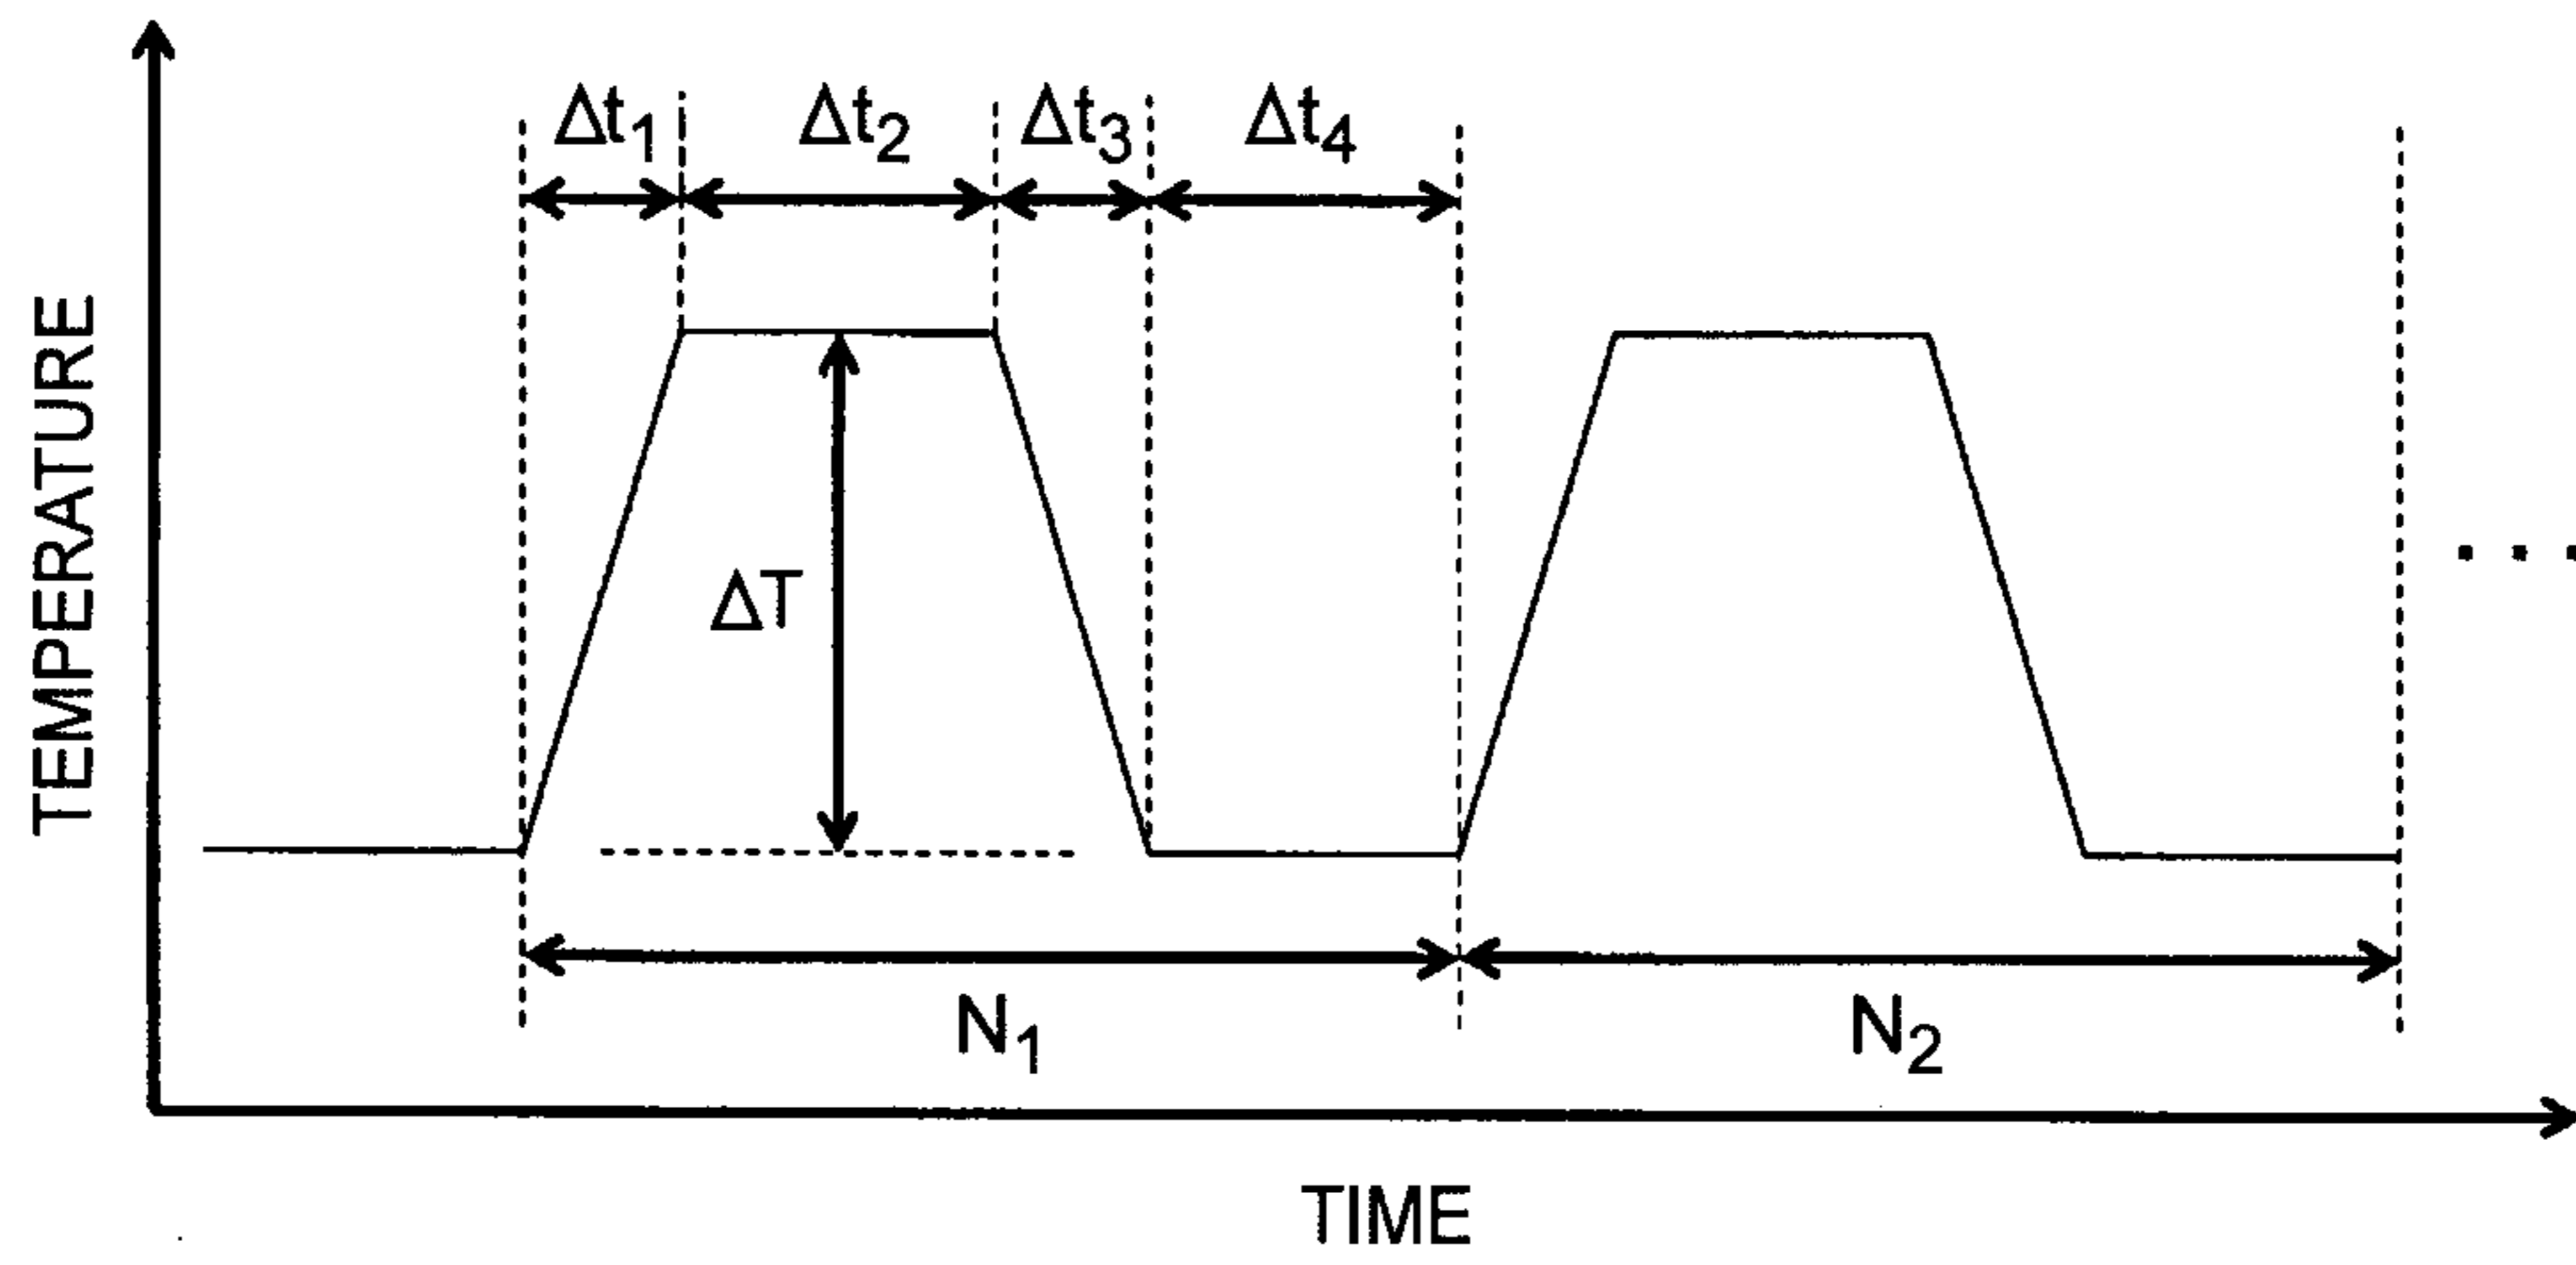 Δt₁ Δt₂ Δt₃ Δt₄
TEMPERATURE
ΔT
N₁ N₂
TIME